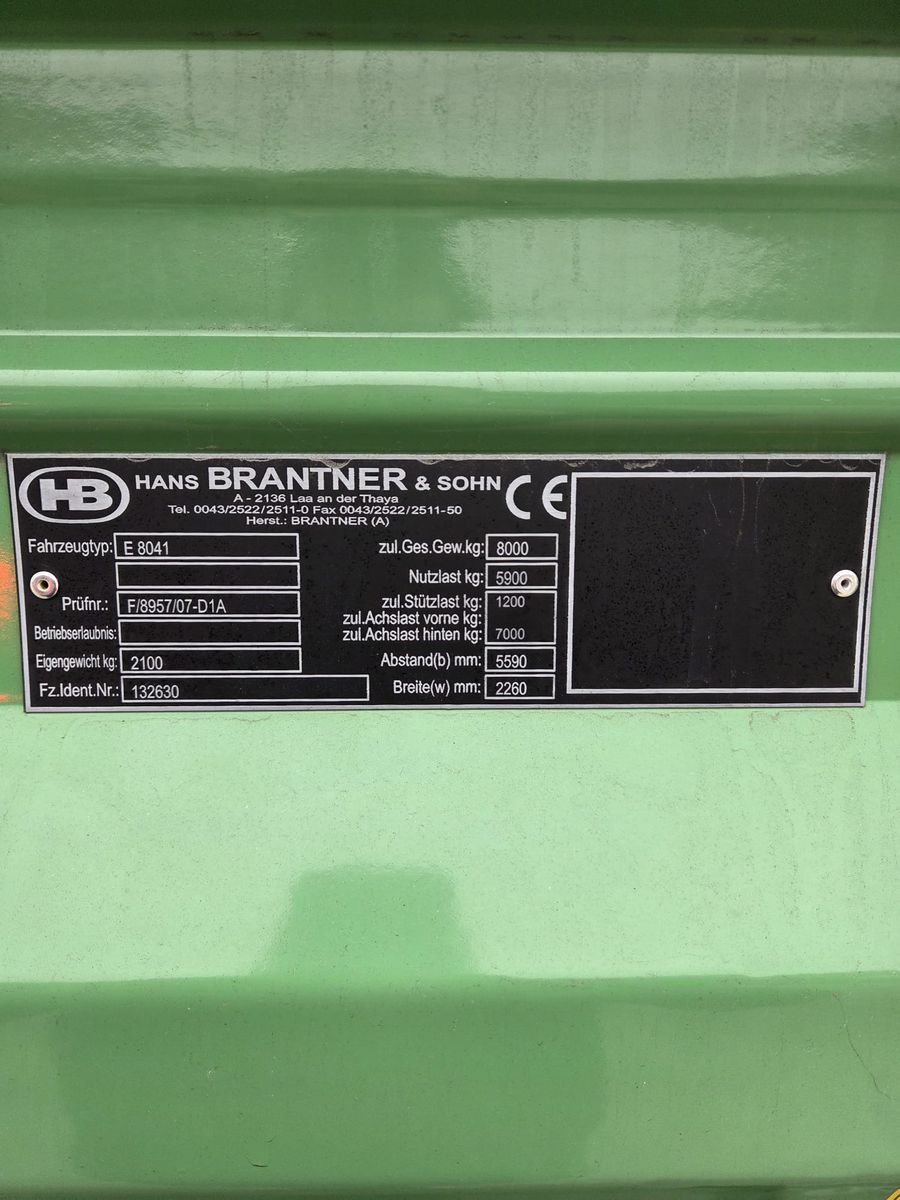 HB HANS BRANTNER & SOHN CE
A - 2136 Laa an der Thaya
Tel. 0043/2522/2511-0 Fax 0043/2522/2511-50
Herst.: BRANTNER (A)
Fahrzeugtyp: E 8041
Prüfnr.: F/8957/07-D1A
Betriebserlaubnis:
Eigengewicht kg: 2100
Fz.Ident.Nr.: 132630
zul.Ges.Gew.kg: 8000
Nutzlast kg: 5900
zul.Stützlast kg: 1200
zul.Achslast vorne kg:
zul.Achslast hinten kg: 7000
Abstand(b) mm: 5590
Breite(w) mm: 2260